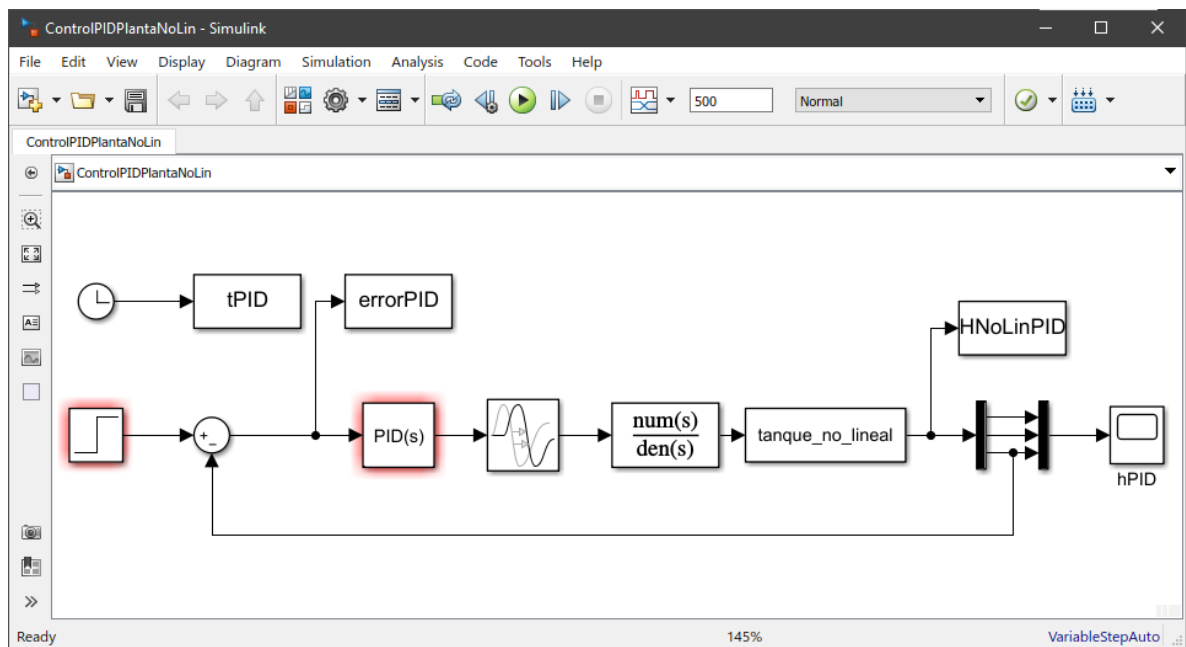 ControlPIDPlantaNoLin - Simulink
File Edit View Display Diagram Simulation Analysis Code Tools Help
500 Normal
ControlPIDPlantaNoLin
ControlPIDPlantaNoLin
tPID
errorPID
HNoLinPID
+
-
PID(s)
num(s)
den(s)
tanque_no_lineal
hPID
Ready 145% VariableStepAuto